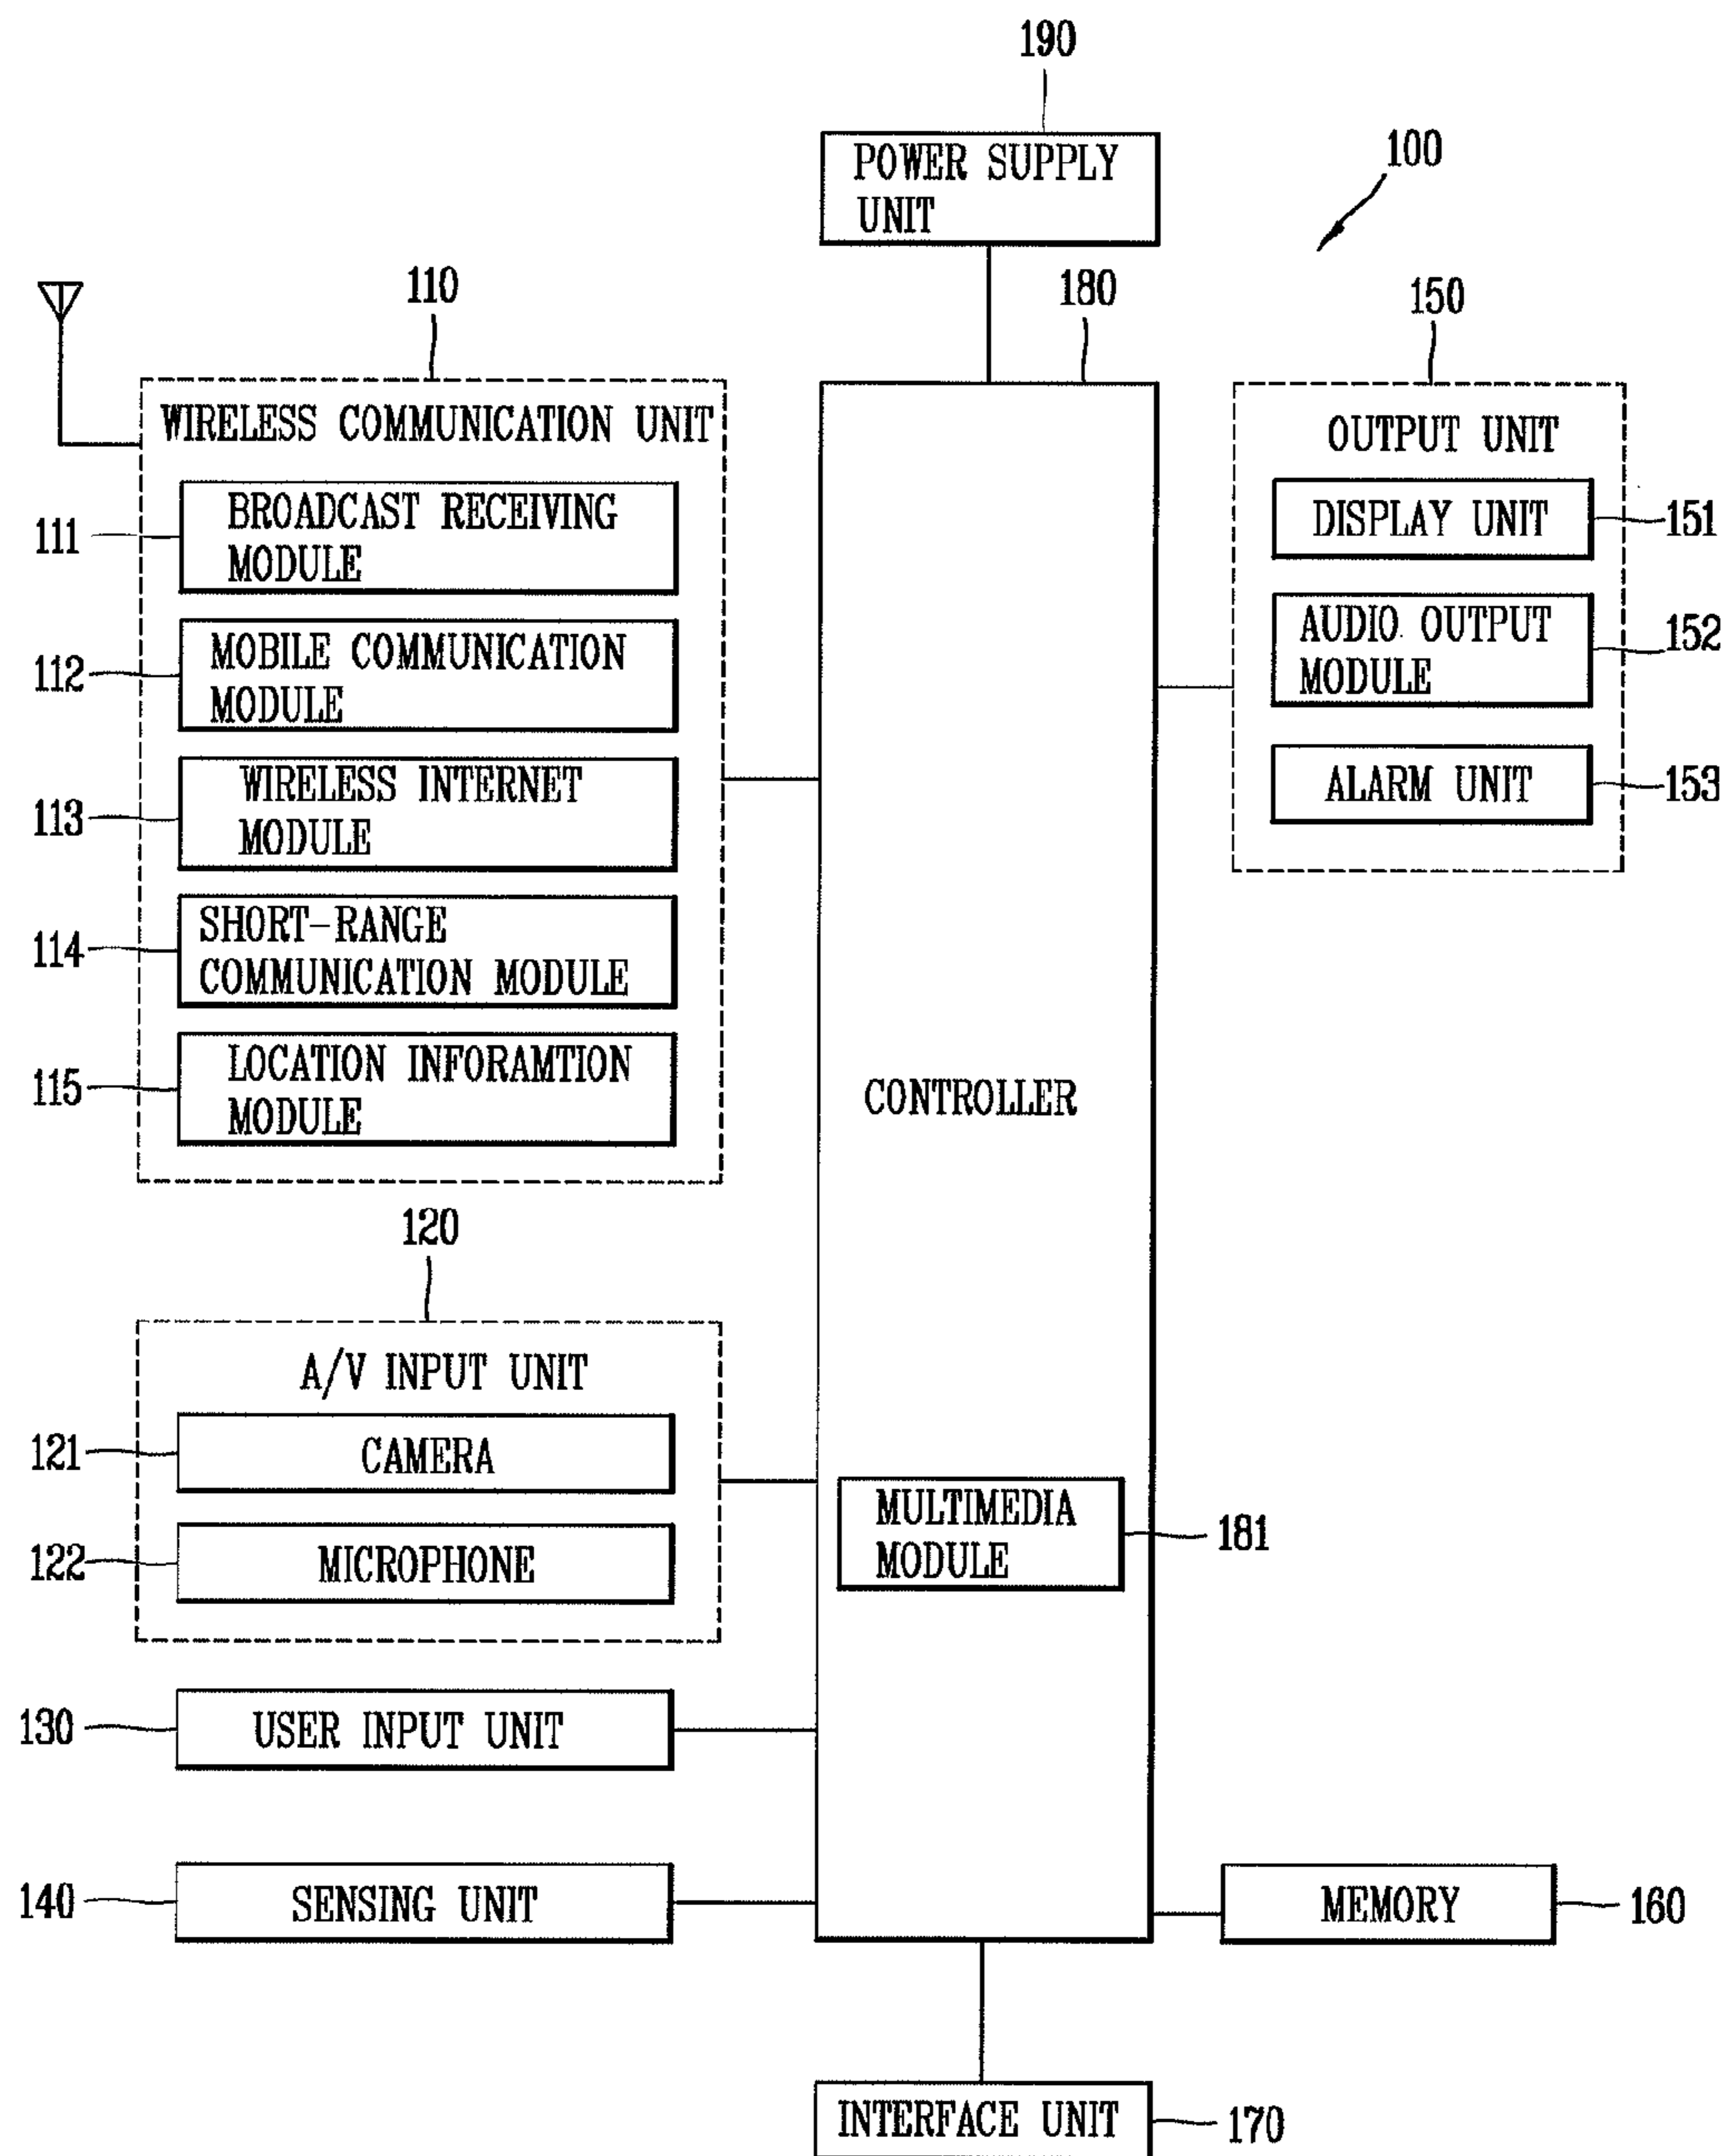 190
POWER SUPPLY
UNIT
100
110
180
150
WIRELESS COMMUNICATION UNIT
111
BROADCAST RECEIVING
MODULE
112
MOBILE COMMUNICATION
MODULE
113
WIRELESS INTERNET
MODULE
114
SHORT-RANGE
COMMUNICATION MODULE
115
LOCATION INFORAMTION
MODULE
OUTPUT UNIT
DISPLAY UNIT
151
AUDIO OUTPUT
MODULE
152
ALARM UNIT
153
CONTROLLER
120
A/V INPUT UNIT
121
CAMERA
122
MICROPHONE
MULTIMEDIA
MODULE
181
130
USER INPUT UNIT
140
SENSING UNIT
MEMORY
160
INTERFACE UNIT
170